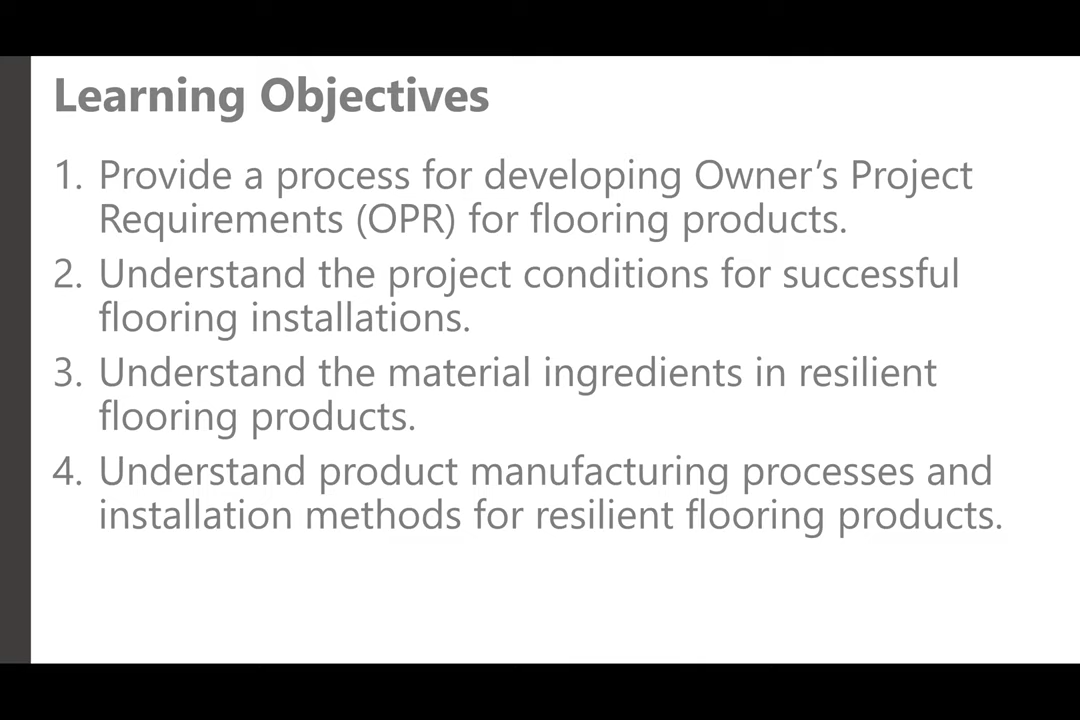 Learning Objectives
1. Provide a process for developing Owner’s Project
Requirements (OPR) for flooring products.
2. Understand the project conditions for successful
flooring installations.
3. Understand the material ingredients in resilient
flooring products.
4. Understand product manufacturing processes and
installation methods for resilient flooring products.